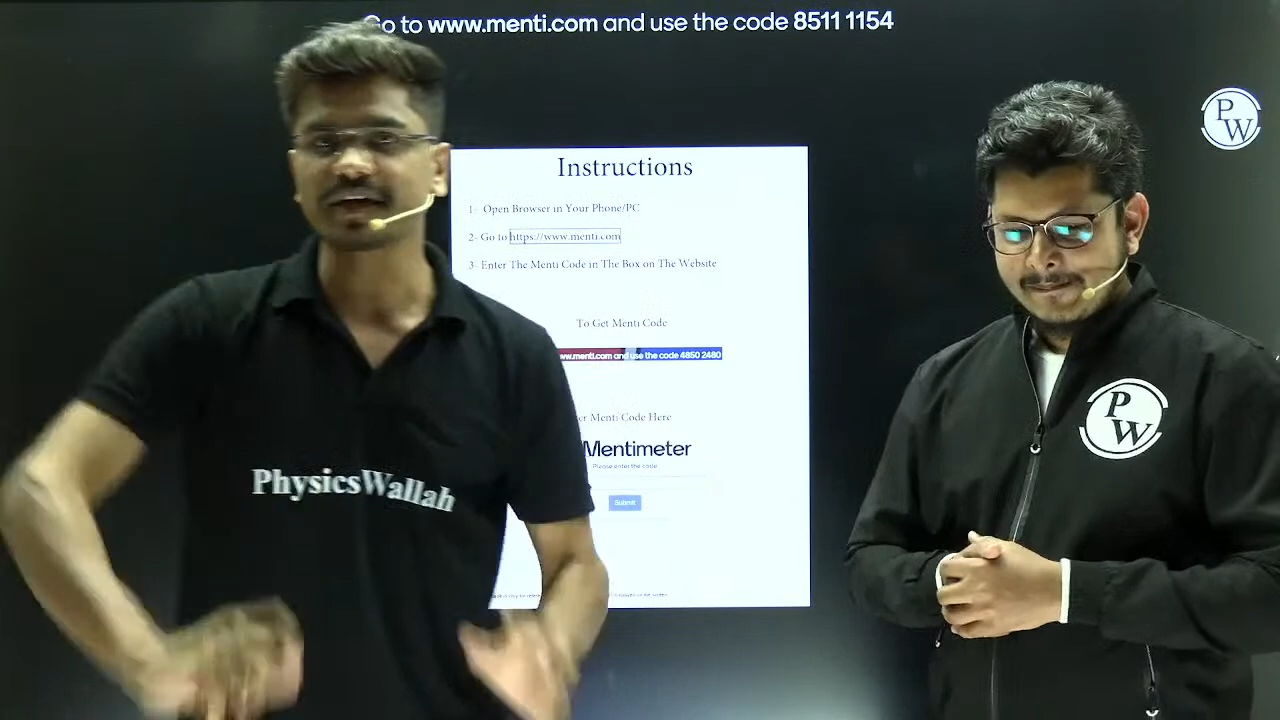 Go to www.menti.com and use the code 8511 1154
PW
Instructions
1- Open Browser in Your Phone/PC
2- Go to https://www.menti.com
3- Enter The Menti Code in The Box on The Website
To Get Menti Code
www.menti.com and use the code 4850 2480
Menti Code Here
Mentimeter
Please enter the code
Submit
PhysicsWallah
PW